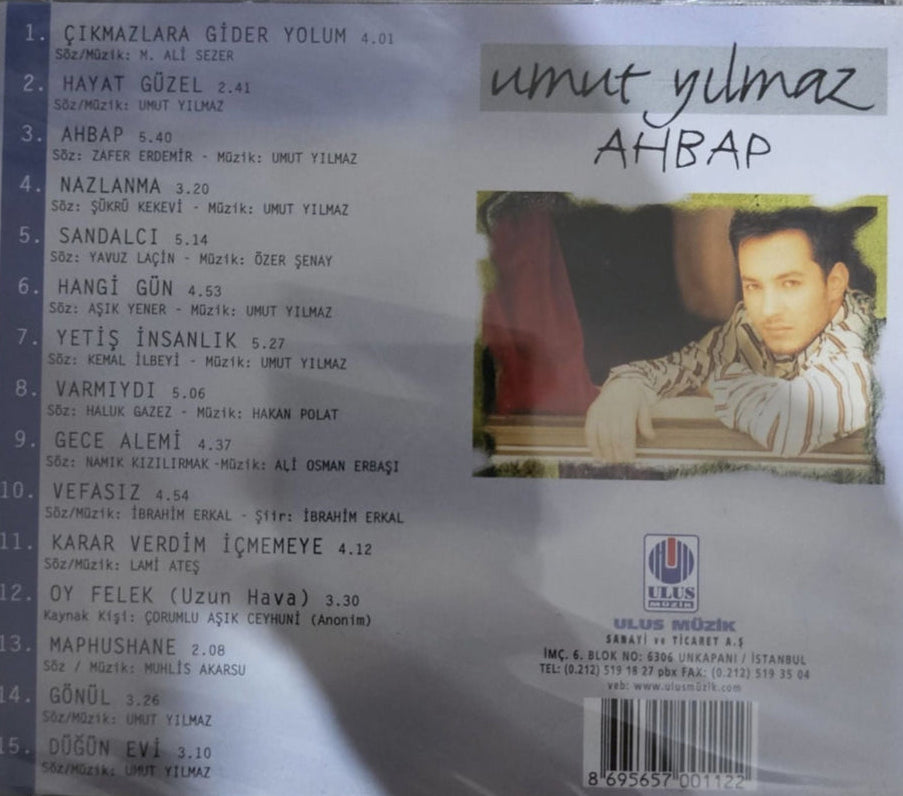 1. ÇIKMAZLARA GİDER YOLUM 4.01
Söz/Müzik: M. ALİ SEZER
2. HAYAT GÜZEL 2.41
Söz/Müzik: UMUT YILMAZ
3. AHBAP 5.40
Söz: ZAFER ERDEMİR - Müzik: UMUT YILMAZ
4. NAZLANMA 3.20
Söz: ŞÜKRÜ KEKEVİ - Müzik: UMUT YILMAZ
5. SANDALCI 5.14
Söz: YAVUZ LAÇİN - Müzik: ÖZER ŞENAY
6. HANGİ GÜN 4.53
Söz: AŞIK YENER - Müzik: UMUT YILMAZ
7. YETİŞ İNSANLIK 5.27
Söz: KEMAL İLBEYİ - Müzik: UMUT YILMAZ
8. VARMIYDI 5.06
Söz: HALUK GAZEZ - Müzik: HAKAN POLAT
9. GECE ALEMİ 4.37
Söz: NAMIK KIZILIRMAK -Müzik: ALİ OSMAN ERBAŞI
10. VEFASIZ 4.54
Söz/Müzik: İBRAHİM ERKAL - Şiir: İBRAHİM ERKAL
11. KARAR VERDİM İÇMEMEYE 4.12
Söz/Müzik: LAMİ ATEŞ
12. OY FELEK (Uzun Hava) 3.30
Kaynak Kişi: ÇORUMLU AŞIK CEYHUNİ (Anonim)
13. MAPHUSHANE 2.08
Söz / Müzik: MUHLİS AKARSU
14. GÖNÜL 3.26
Söz/Müzik: UMUT YILMAZ
15. DÜĞÜN EVİ 3.10
Söz/Müzik: UMUT YILMAZ
umut yılmaz
AHBAP
ULUS
MÜZİK
ULUS MÜZİK
SANAYİ ve TİCARET A.Ş
İMÇ. 6. BLOK NO: 6306 UNKAPANI / İSTANBUL
TEL: (0.212) 519 18 27 pbx FAX: (0.212) 519 35 04
veb: www.ulusmüzik.com
8 695657 001122